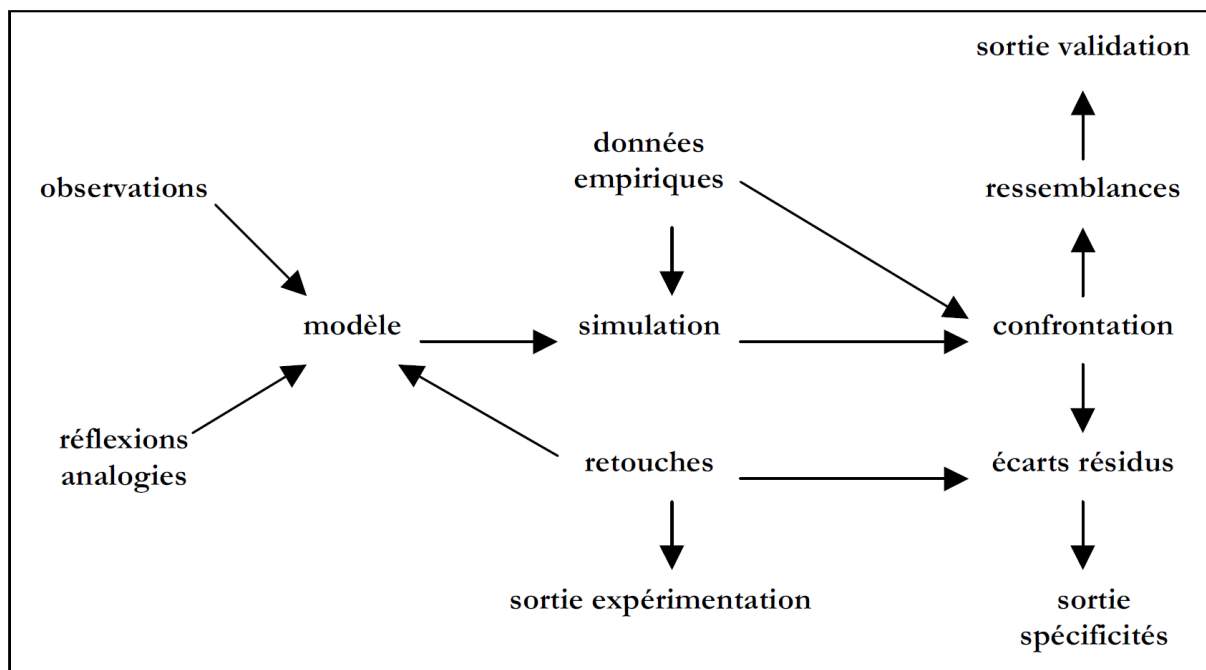 sortie validation
données
empiriques
observations
ressemblances
modèle
simulation
confrontation
réflexions
analogies
retouches
écarts résidus
sortie expérimentation
sortie
spécificités